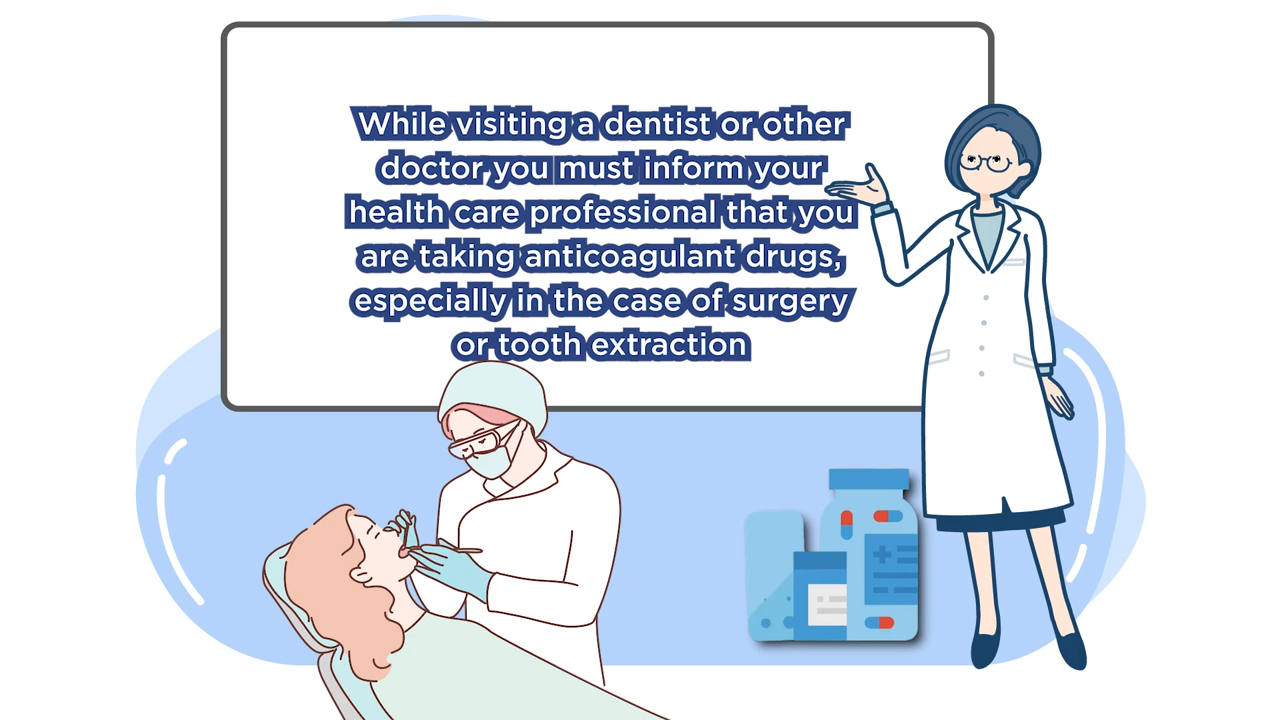 While visiting a dentist or other
doctor you must inform your
health care professional that you
are taking anticoagulant drugs,
especially in the case of surgery
or tooth extraction